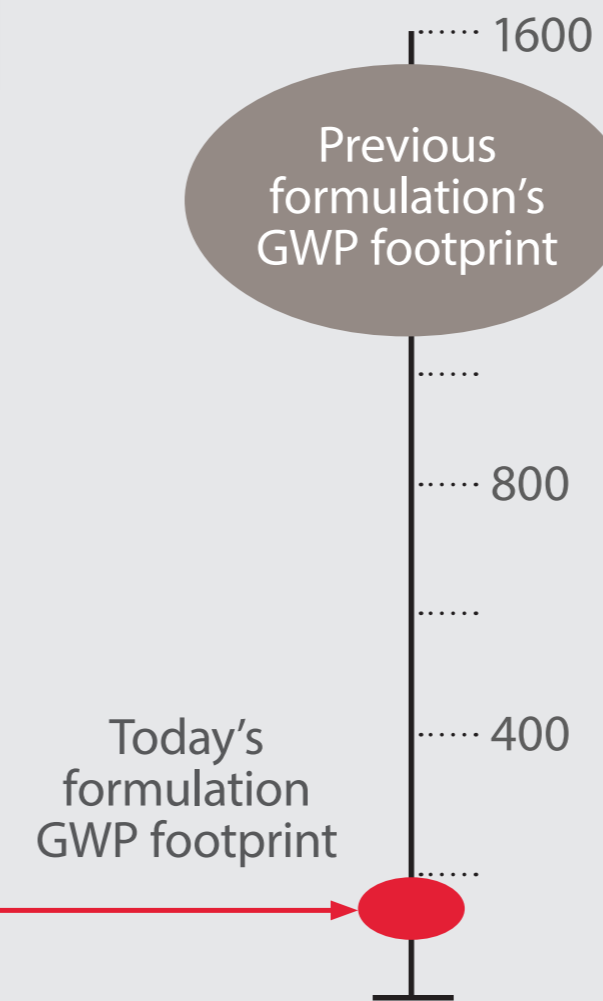 1600
Previous
formulation’s
GWP footprint
800
400
Today’s
formulation
GWP footprint